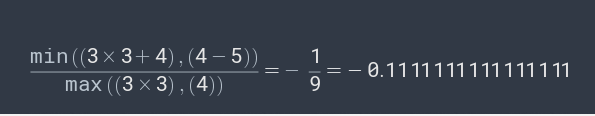 min((3×3+4),(4−5))/max((3×3),(4)) = − 1/9 = − 0.1111111111111111